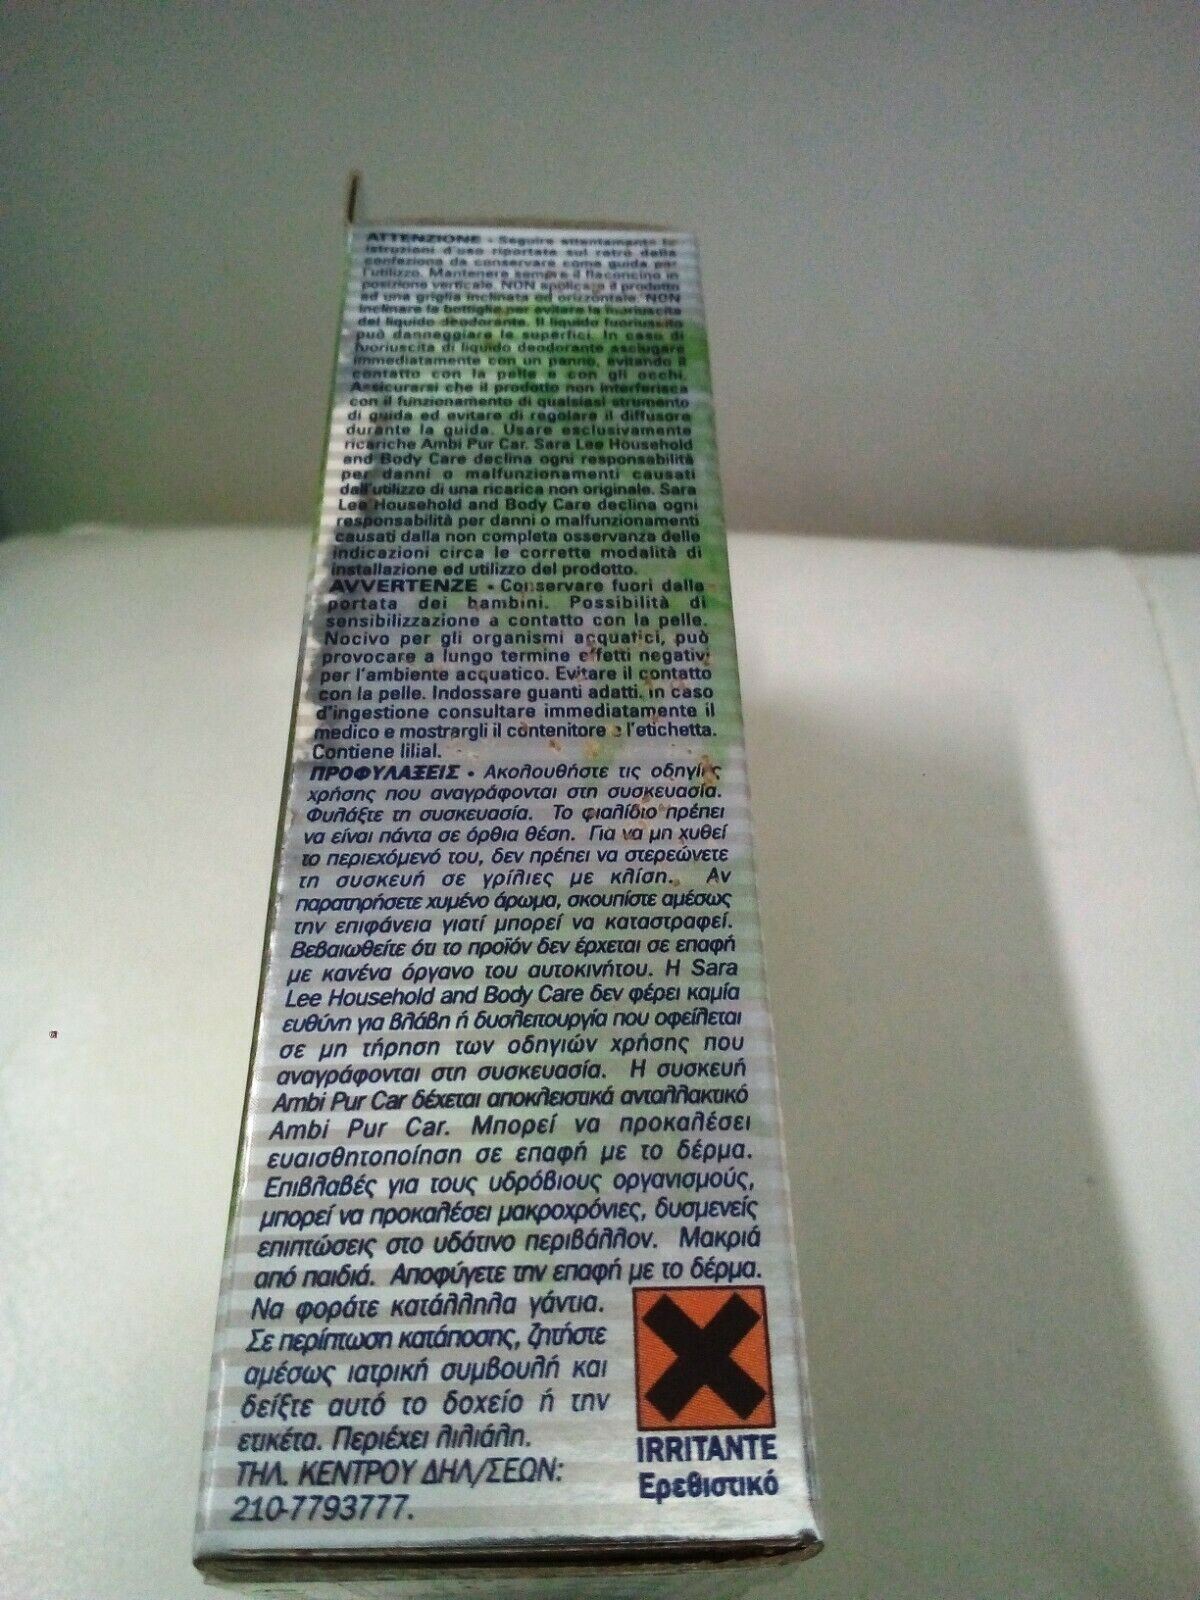 ATTENZIONE • Seguire attentamente le
istruzioni d'uso riportate sul retro della
confezione da conservare come guida per
l'utilizzo. Mantenere sempre il flaconcino in
posizione verticale. NON applicare il prodotto
ad una griglia inclinata od orizzontale. NON
inclinare la bottiglia per evitare la fuoriuscita
del liquido deodorante. Il liquido fuoriuscito
può danneggiare le superfici. In caso di
fuoriuscita di liquido deodorante asciugare
immediatamente con un panno, evitando il
contatto con la pelle e con gli occhi.
Assicurarsi che il prodotto non interferisca
con il funzionamento di qualsiasi strumento
di guida ed evitare di regolare il diffusore
durante la guida. Usare esclusivamente
ricariche Ambi Pur Car. Sara Lee Household
and Body Care declina ogni responsabilità
per danni o malfunzionamenti causati
dall'utilizzo di una ricarica non originale. Sara
Lee Household and Body Care declina ogni
responsabilità per danni o malfunzionamenti
causati dalla non completa osservanza delle
indicazioni circa le corrette modalità di
installazione ed utilizzo del prodotto.
AVVERTENZE • Conservare fuori dalla
portata dei bambini. Possibilità di
sensibilizzazione a contatto con la pelle.
Nocivo per gli organismi acquatici, può
provocare a lungo termine effetti negativi
per l'ambiente acquatico. Evitare il contatto
con la pelle. Indossare guanti adatti. in caso
d'ingestione consultare immediatamente il
medico e mostrargli il contenitore e l'etichetta.
Contiene lilial.
ΠΡΟΦΥΛΑΞΕΙΣ • Ακολουθήστε τις οδηγίες
χρήσης που αναγράφονται στη συσκευασία.
Φυλάξτε τη συσκευασία. Το φιαλίδιο πρέπει
να είναι πάντα σε όρθια θέση. Για να μη χυθεί
το περιεχόμενό του, δεν πρέπει να στερεώνετε
τη συσκευή σε γρίλιες με κλίση. Αν
παρατηρήσετε χυμένο άρωμα, σκουπίστε αμέσως
την επιφάνεια γιατί μπορεί να καταστραφεί.
Βεβαιωθείτε ότι το προϊόν δεν έρχεται σε επαφή
με κανένα όργανο του αυτοκινήτου. Η Sara
Lee Household and Body Care δεν φέρει καμία
ευθύνη για βλάβη ή δυσλειτουργία που οφείλεται
σε μη τήρηση των οδηγιών χρήσης που
αναγράφονται στη συσκευασία. Η συσκευή
Ambi Pur Car δέχεται αποκλειστικά ανταλλακτικό
Ambi Pur Car. Μπορεί να προκαλέσει
ευαισθητοποίηση σε επαφή με το δέρμα.
Επιβλαβές για τους υδρόβιους οργανισμούς,
μπορεί να προκαλέσει μακροχρόνιες, δυσμενείς
επιπτώσεις στο υδάτινο περιβάλλον. Μακριά
από παιδιά. Αποφύγετε την επαφή με το δέρμα.
Να φοράτε κατάλληλα γάντια.
Σε περίπτωση κατάποσης, ζητήστε
αμέσως ιατρική συμβουλή και
δείξτε αυτό το δοχείο ή την
ετικέτα. Περιέχει λιλιάλη.
ΤΗΛ. ΚΕΝΤΡΟΥ ΔΗΛ/ΣΕΩΝ:
210-7793777.
IRRITANTE
Ερεθιστικό